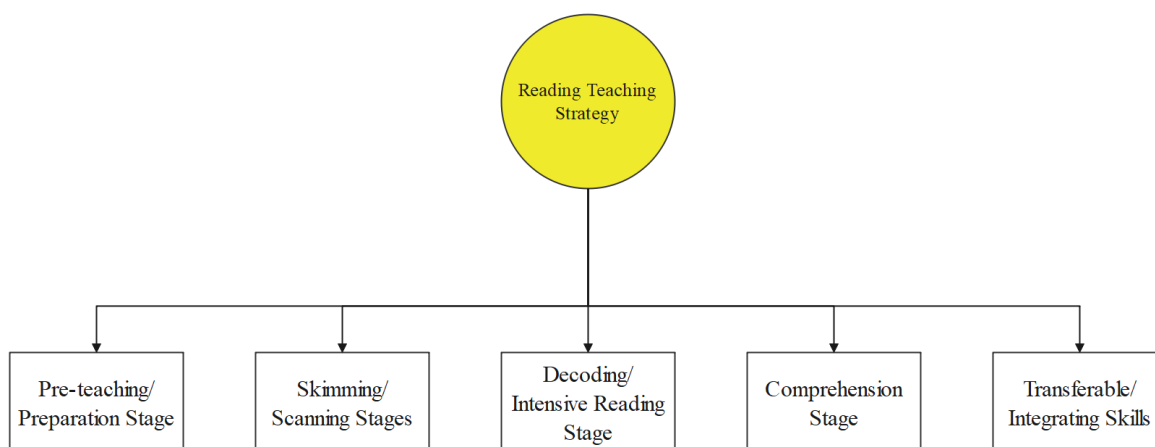 Reading Teaching
Strategy
Pre-teaching/
Preparation Stage
Skimming/
Scanning Stages
Decoding/
Intensive Reading
Stage
Comprehension
Stage
Transferable/
Integrating Skills